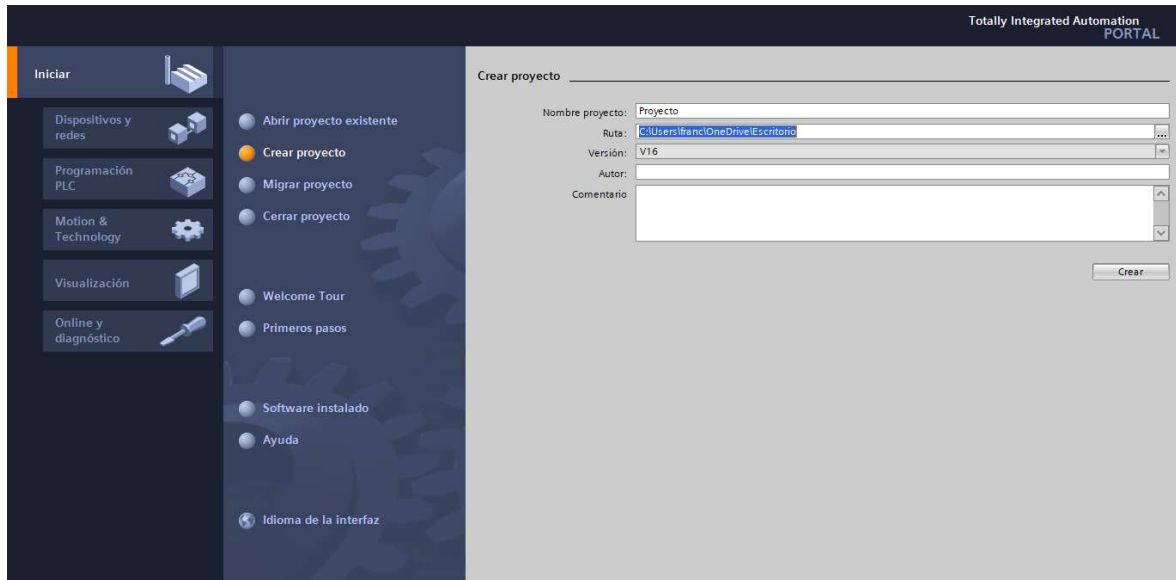 Totally Integrated Automation
PORTAL
Iniciar
Dispositivos y
redes
Programación
PLC
Motion &
Technology
Visualización
Online y
diagnóstico
Abrir proyecto existente
Crear proyecto
Migrar proyecto
Cerrar proyecto
Welcome Tour
Primeros pasos
Software instalado
Ayuda
Idioma de la interfaz
Crear proyecto
Nombre proyecto: Proyecto
Ruta: C:\Users\franc\OneDrive\Escritorio ...
Versión: V16
Autor:
Comentario
Crear